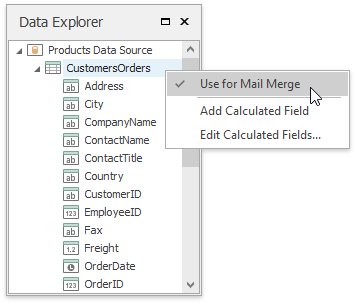 Data Explorer
Products Data Source
CustomersOrders
Use for Mail Merge
Add Calculated Field
Edit Calculated Fields...
ab Address
ab City
ab CompanyName
ab ContactName
ab ContactTitle
ab Country
ab CustomerID
123 EmployeeID
ab Fax
1.2 Freight
OrderDate
123 OrderID